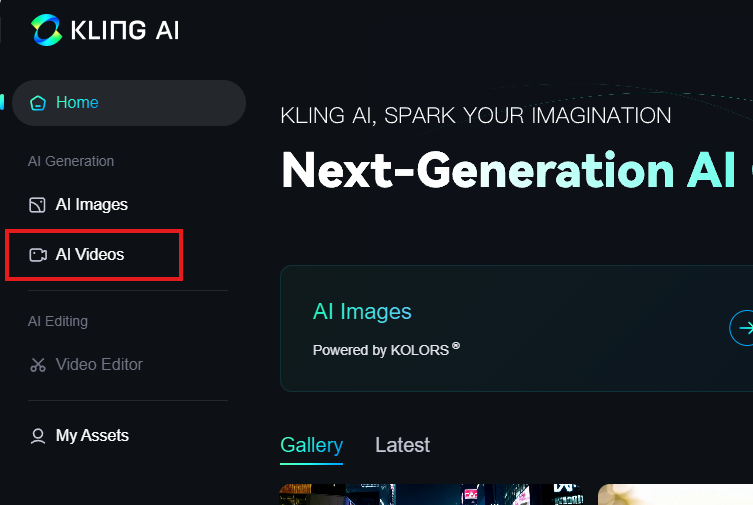 KLING AI
Home
AI Generation
AI Images
AI Videos
AI Editing
Video Editor
My Assets
KLING AI, SPARK YOUR IMAGINATION
Next-Generation AI
AI Images
Powered by KOLORS ®
Gallery
Latest